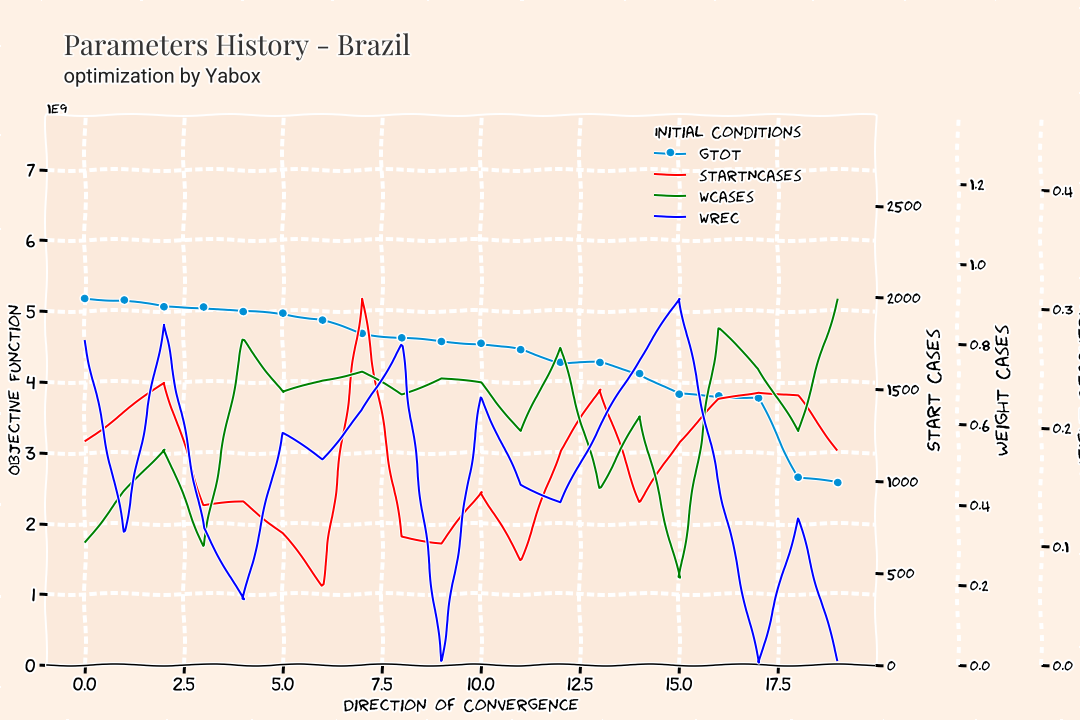 Parameters History - Brazil
optimization by Yabox
1E9
INITIAL CONDITIONS
GTOT
STARTNCASES
WCASES
WREC
7
6
5
4
3
2
1
0
OBJECTIVE FUNCTION
0.0 2.5 5.0 7.5 10.0 12.5 15.0 17.5
DIRECTION OF CONVERGENCE
2500
2000
1500
1000
500
0
START CASES
1.2
1.0
0.8
0.6
0.4
0.2
0.0
WEIGHT CASES
0.4
0.3
0.2
0.1
0.0